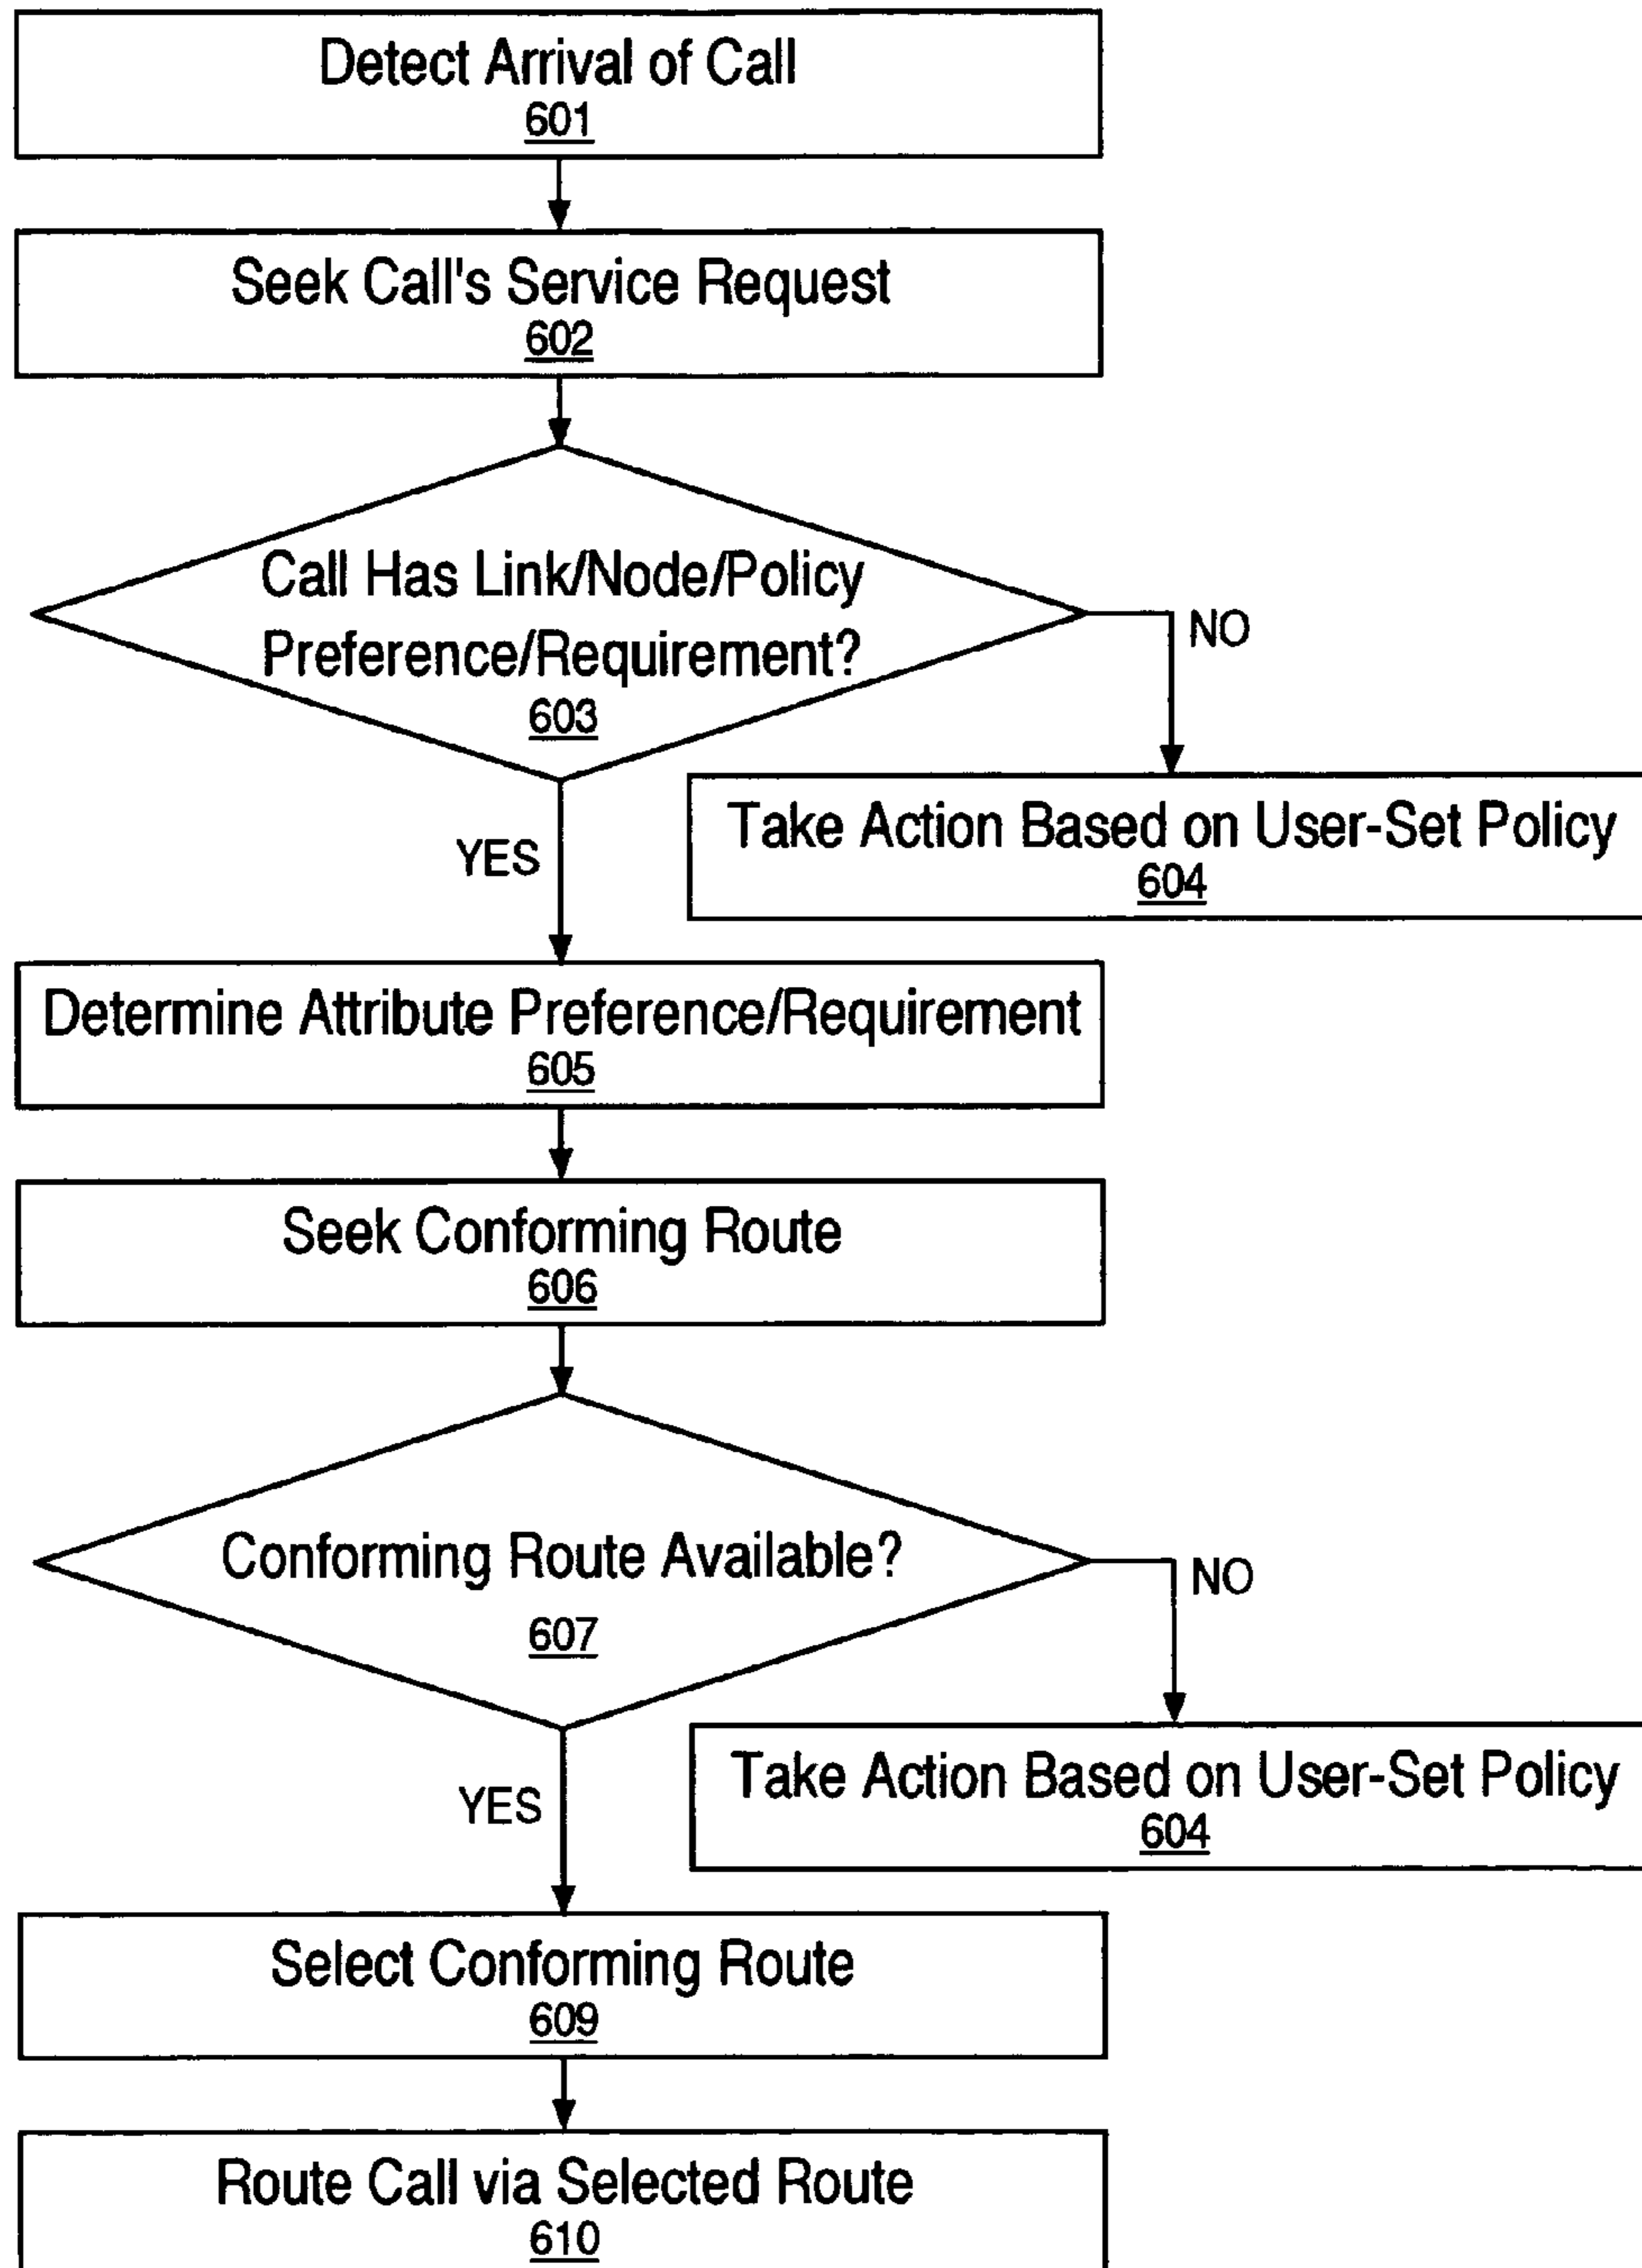 Detect Arrival of Call
601
Seek Call's Service Request
602
Call Has Link/Node/Policy
Preference/Requirement?
603
NO
Take Action Based on User-Set Policy
604
YES
Determine Attribute Preference/Requirement
605
Seek Conforming Route
606
Conforming Route Available?
607
NO
Take Action Based on User-Set Policy
604
YES
Select Conforming Route
609
Route Call via Selected Route
610